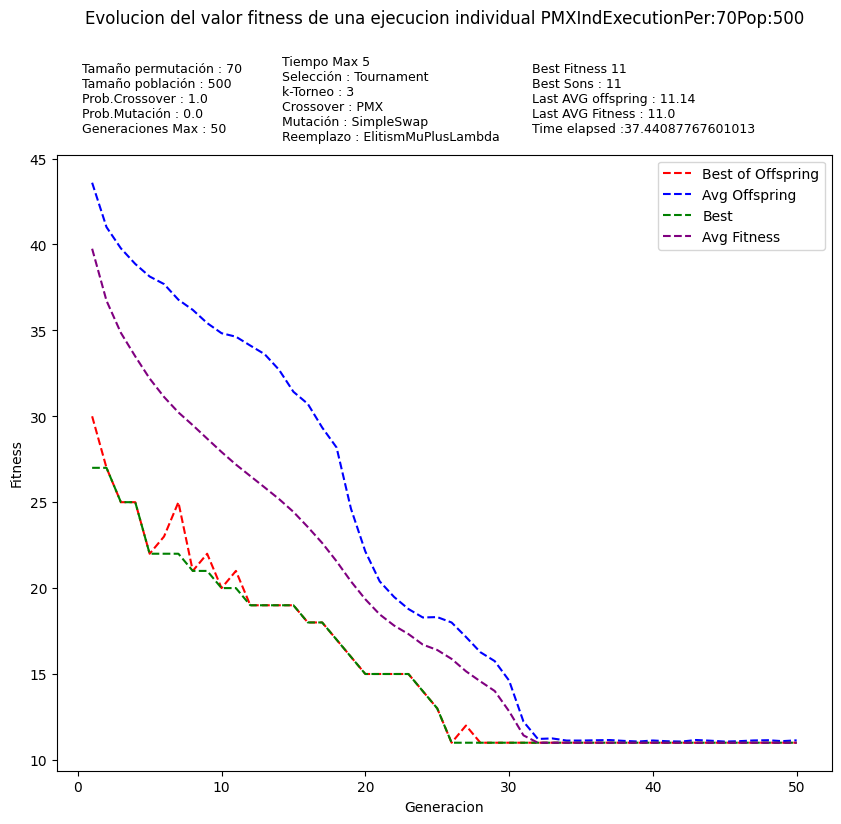 Evolucion del valor fitness de una ejecucion individual PMXIndExecutionPer:70Pop:500
Tamaño permutación : 70
Tamaño población : 500
Prob.Crossover : 1.0
Prob.Mutación : 0.0
Generaciones Max : 50
Tiempo Max 5
Selección : Tournament
k-Torneo : 3
Crossover : PMX
Mutación : SimpleSwap
Reemplazo : ElitismMuPlusLambda
Best Fitness 11
Best Sons : 11
Last AVG offspring : 11.14
Last AVG Fitness : 11.0
Time elapsed :37.44087767601013
Best of Offspring
Avg Offspring
Best
Avg Fitness
Fitness
45
40
35
30
25
20
15
10
0
10
20
30
40
50
Generacion